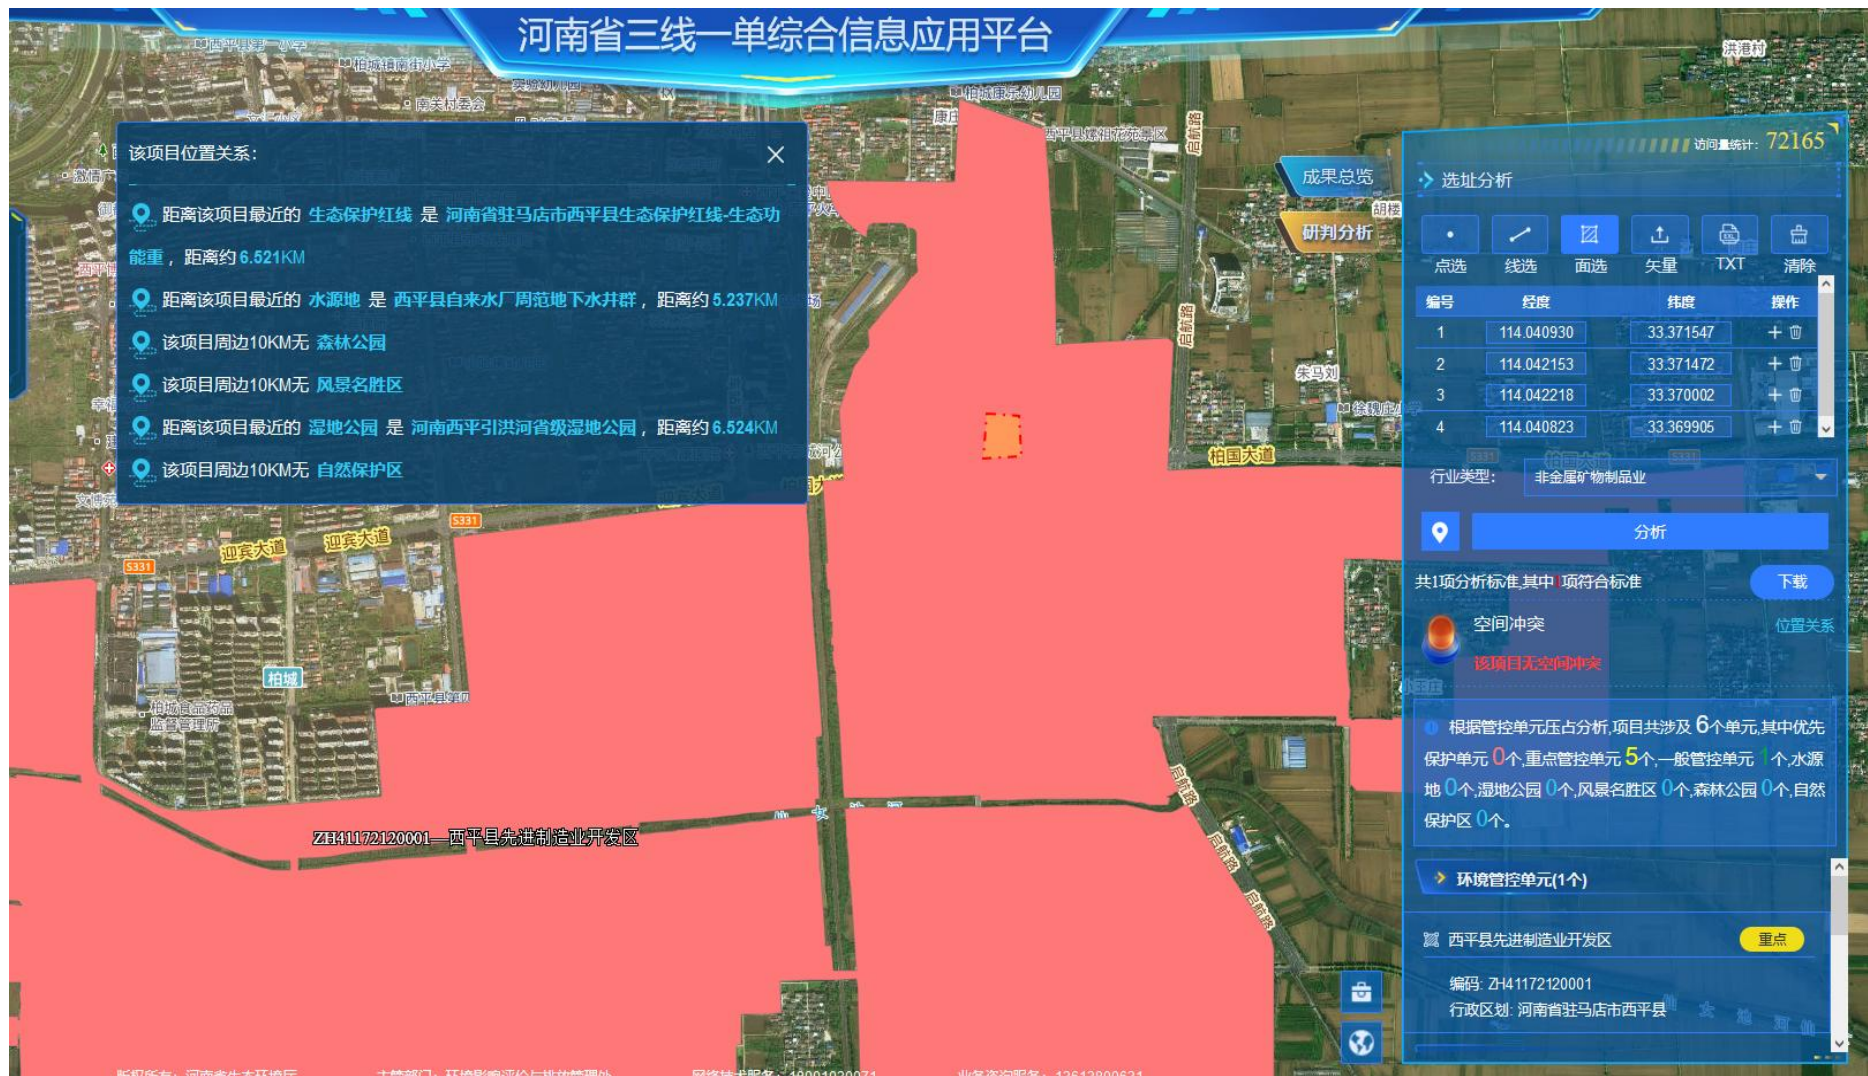 河南省三线一单综合信息应用平台
该项目位置关系：
距离该项目最近的 生态保护红线 是 河南省驻马店市西平县生态保护红线-生态功
能重，距离约6.521KM
距离该项目最近的 水源地 是 西平县自来水厂周范地下水井群，距离约5.237KM
该项目周边10KM无 森林公园
该项目周边10KM无 风景名胜区
距离该项目最近的 湿地公园 是 河南西平引洪河省级湿地公园，距离约6.524KM
该项目周边10KM无 自然保护区
柏城镇南街小学
南关村委会
柏城康乐幼儿园
西平县嫘祖花苑景区
洪港村
启航路
胡楼
启航路
朱马刘
柏国大道
迎宾大道
迎宾大道
S331
S331
柏城
柏城食品药品
监督管理所
ZH41172120001—西平县先进制造业开发区
启航路
启航路
启航路
成果总览
研判分析
访问量统计：72165
选址分析
点选 线选 面选 矢量 TXT 清除
编号 经度 纬度 操作
1 114.040930 33.371547
2 114.042153 33.371472
3 114.042218 33.370002
4 114.040823 33.369905
行业类型： 非金属矿物制品业
分析
共1项分析标准,其中1项符合标准 下载
空间冲突 位置关系
该项目无空间冲突
根据管控单元压占分析,项目共涉及6个单元,其中优先
保护单元0个,重点管控单元5个,一般管控单元1个,水源
地0个,湿地公园0个,风景名胜区0个,森林公园0个,自然
保护区0个。
环境管控单元(1个)
西平县先进制造业开发区 重点
编码: ZH41172120001
行政区划: 河南省驻马店市西平县